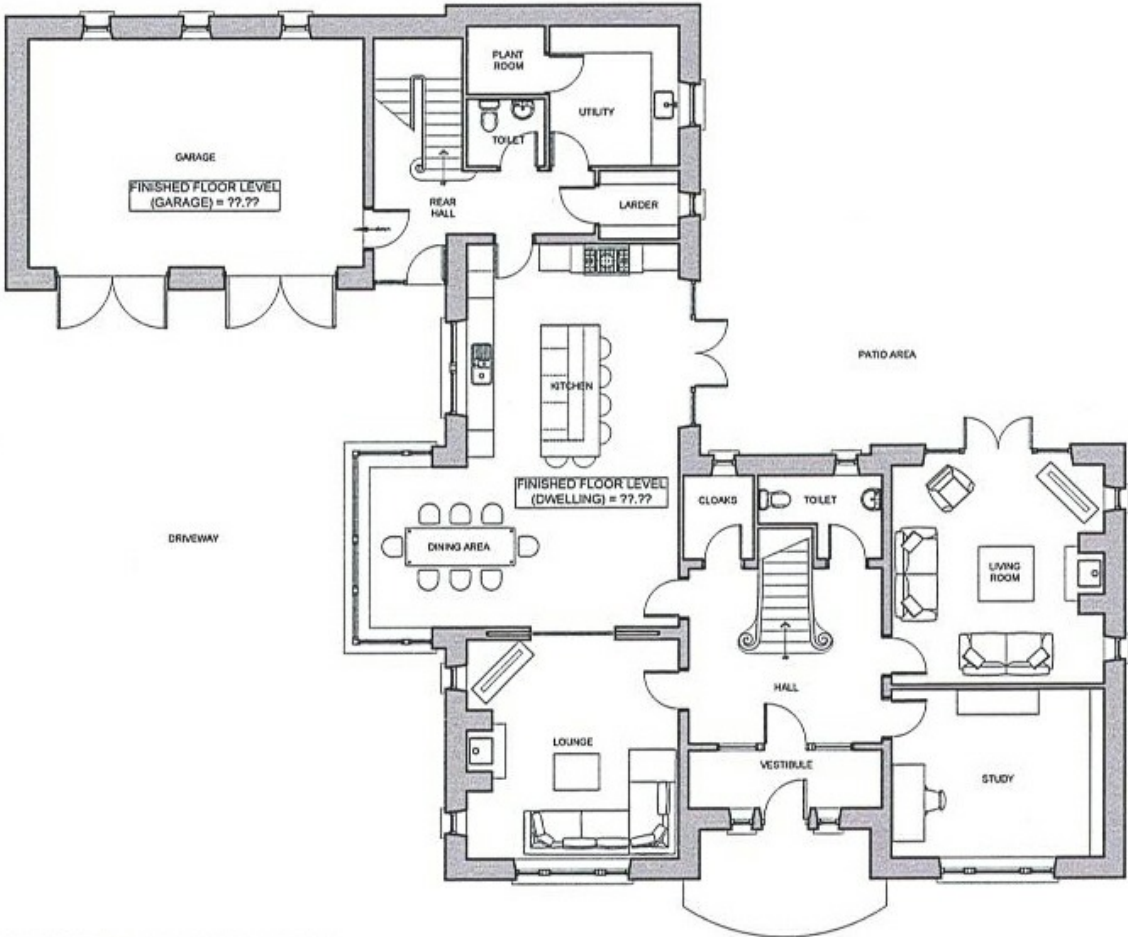 PLANT
ROOM
UTILITY
TOILET
GARAGE
FINISHED FLOOR LEVEL
(GARAGE) = ??.??
REAR
HALL
LARDER
KITCHEN
PATIO AREA
FINISHED FLOOR LEVEL
(DWELLING) = ??.??
CLOAKS
TOILET
DRIVEWAY
DINING AREA
LIVING
ROOM
HALL
LOUNGE
VESTIBULE
STUDY